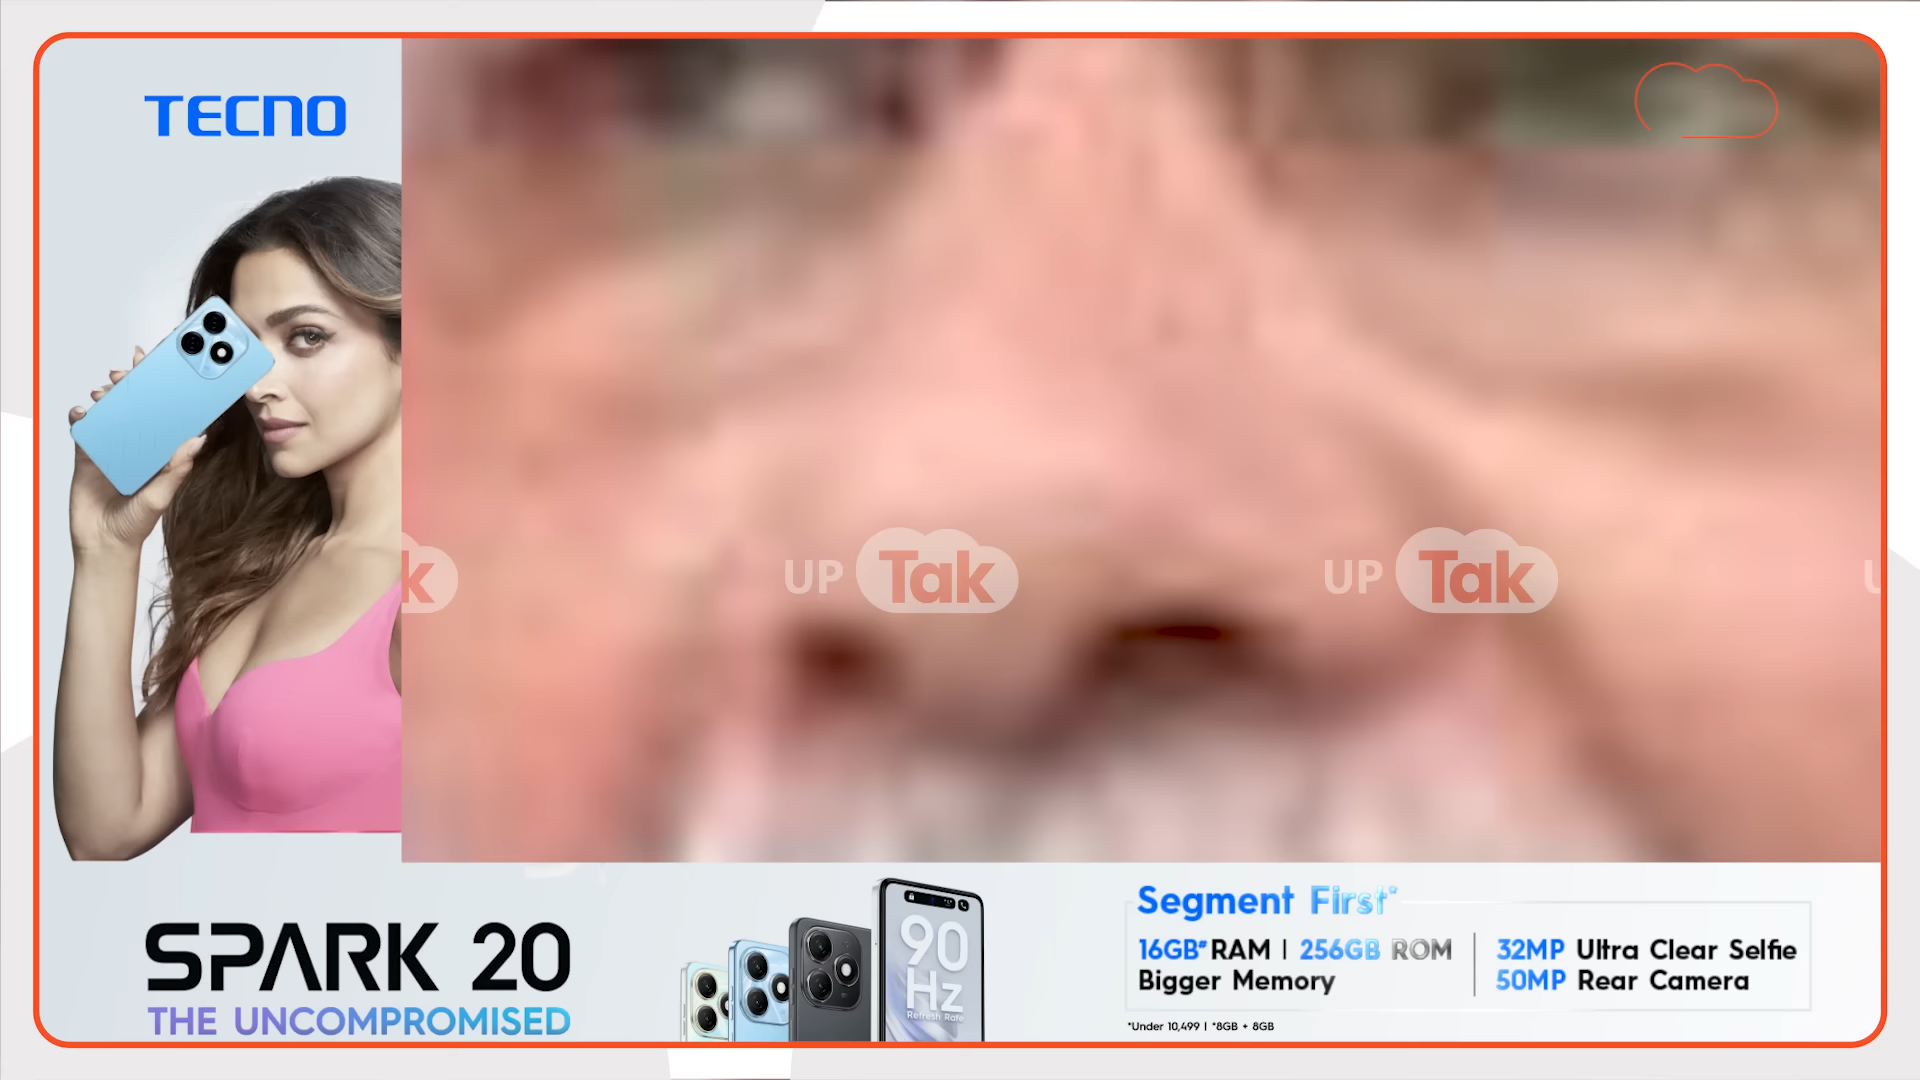 TECNO
k
UP Tak
UP Tak
U
SPARK 20
THE UNCOMPROMISED
90
Hz
Refresh Rate
Segment First*
16GB* RAM | 256GB ROM
Bigger Memory
32MP Ultra Clear Selfie
50MP Rear Camera
*Under 10,499 | *8GB + 8GB